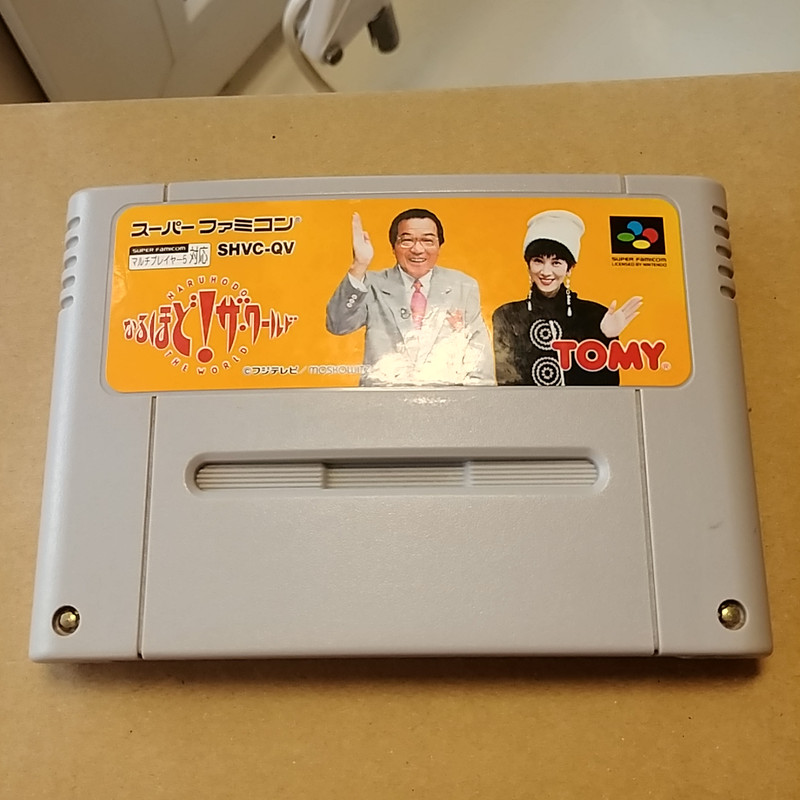 スーパーファミコン®
SUPER FAMICOM
マルチプレイヤー5 対応
SHVC-QV
NARUHODO
なるほど!ザ・ワールド
THE WORLD
©フジテレビ/
SUPER FAMICOM
LICENSED BY NINTENDO
TOMY®